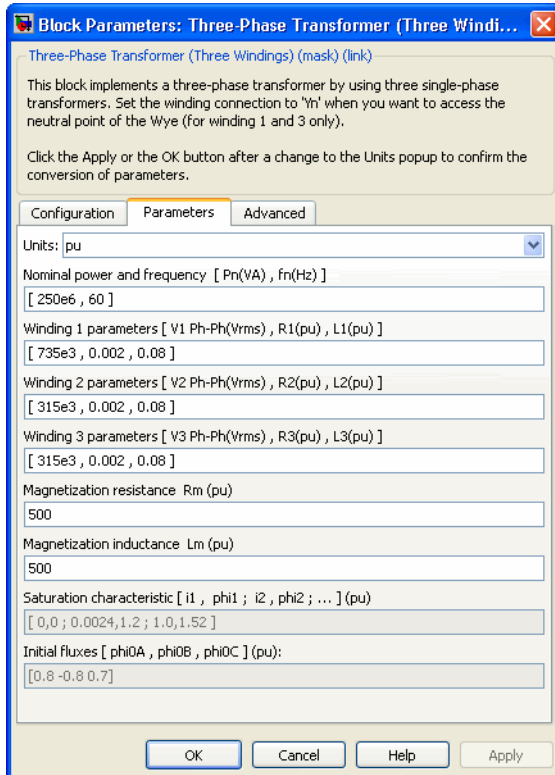 Block Parameters: Three-Phase Transformer (Three Windi...
Three-Phase Transformer (Three Windings) (mask) (link)
This block implements a three-phase transformer by using three single-phase
transformers. Set the winding connection to 'Yn' when you want to access the
neutral point of the Wye (for winding 1 and 3 only).
Click the Apply or the OK button after a change to the Units popup to confirm the
conversion of parameters.
Configuration Parameters Advanced
Units: pu
Nominal power and frequency [ Pn(VA) , fn(Hz) ]
[ 250e6 , 60 ]
Winding 1 parameters [ V1 Ph-Ph(Vrms) , R1(pu) , L1(pu) ]
[ 735e3 , 0.002 , 0.08 ]
Winding 2 parameters [ V2 Ph-Ph(Vrms) , R2(pu) , L2(pu) ]
[ 315e3 , 0.002 , 0.08 ]
Winding 3 parameters [ V3 Ph-Ph(Vrms) , R3(pu) , L3(pu) ]
[ 315e3 , 0.002 , 0.08 ]
Magnetization resistance Rm (pu)
500
Magnetization inductance Lm (pu)
500
Saturation characteristic [ i1 , phi1 ; i2 , phi2 ; ... ] (pu)
[ 0,0 ; 0.0024,1.2 ; 1.0,1.52 ]
Initial fluxes [ phi0A , phi0B , phi0C ] (pu):
[0.8 -0.8 0.7]
OK Cancel Help Apply